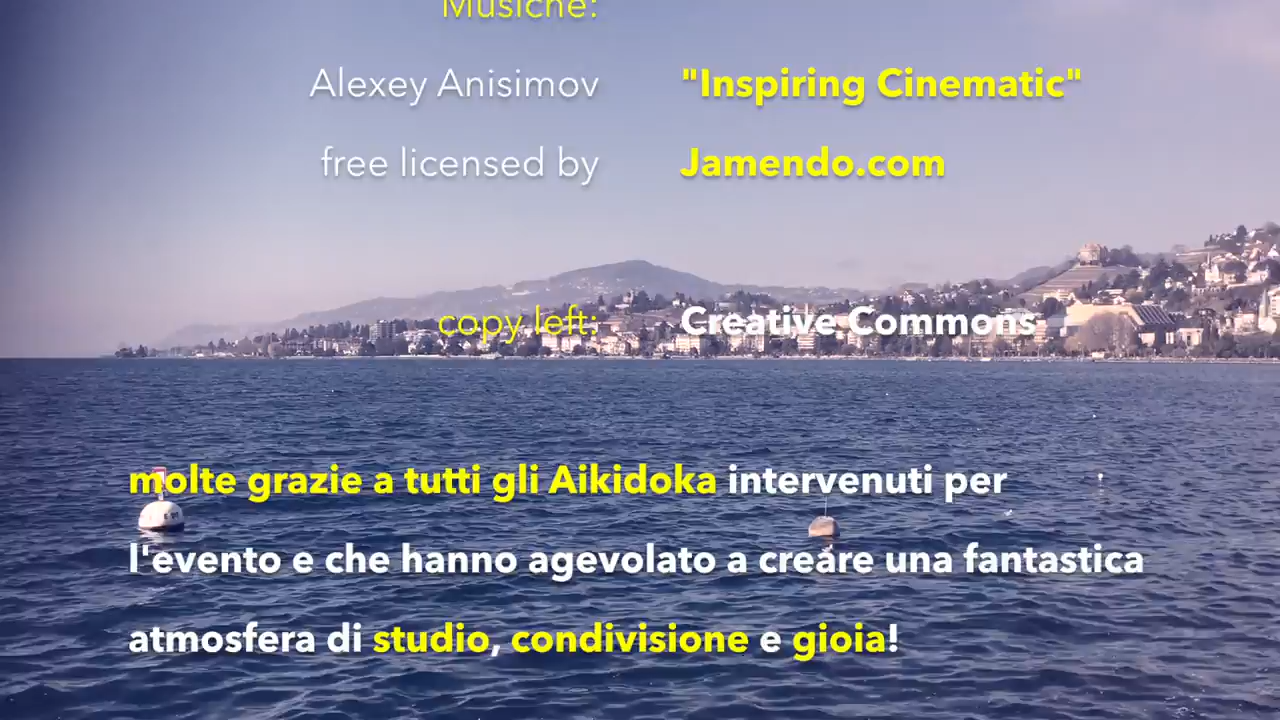 Musiche:
Alexey Anisimov "Inspiring Cinematic"
free licensed by Jamendo.com
copy left: Creative Commons
molte grazie a tutti gli Aikidoka intervenuti per
l'evento e che hanno agevolato a creare una fantastica
atmosfera di studio, condivisione e gioia!